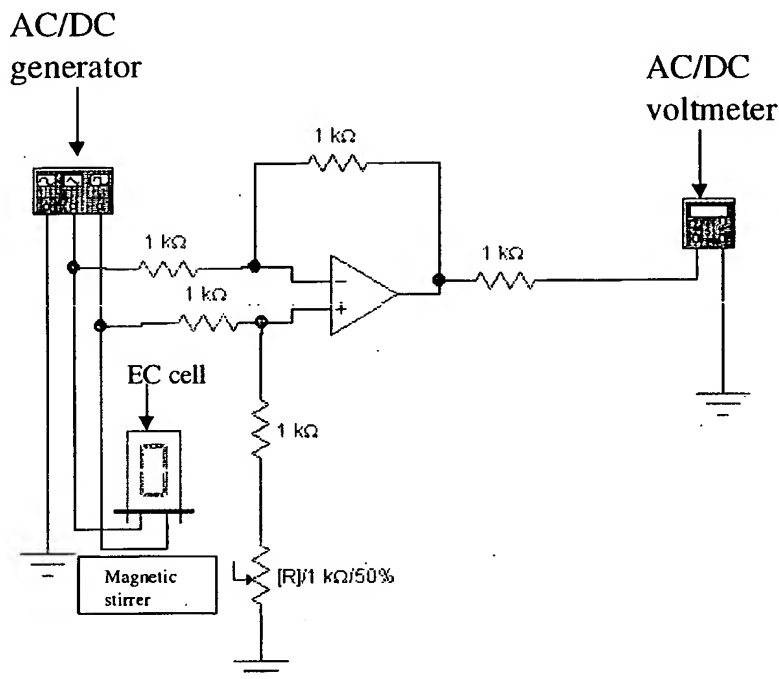 AC/DC
generator
AC/DC
voltmeter
1 kΩ
1 kΩ
1 kΩ
1 kΩ
EC cell
1 kΩ
[R]/1 kΩ/50%
Magnetic
stirrer